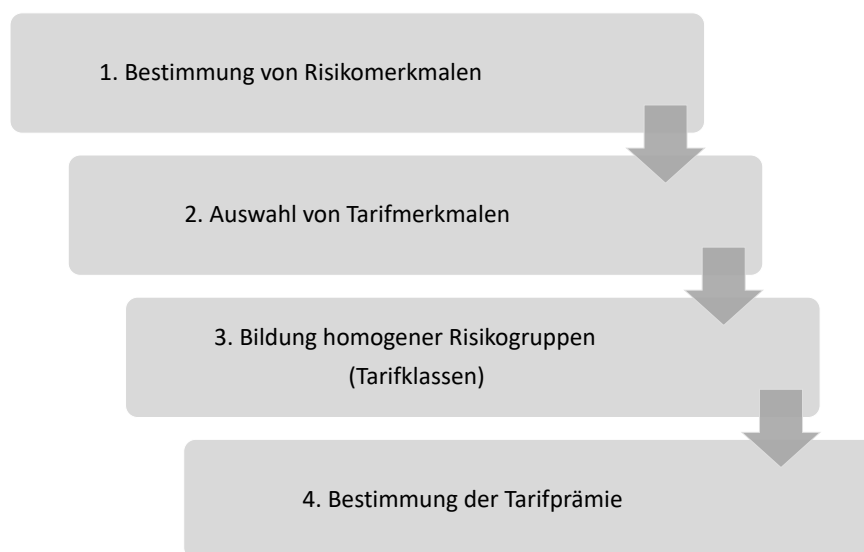 1. Bestimmung von Risikomerkmalen
2. Auswahl von Tarifmerkmalen
3. Bildung homogener Risikogruppen
(Tarifklassen)
4. Bestimmung der Tarifprämie